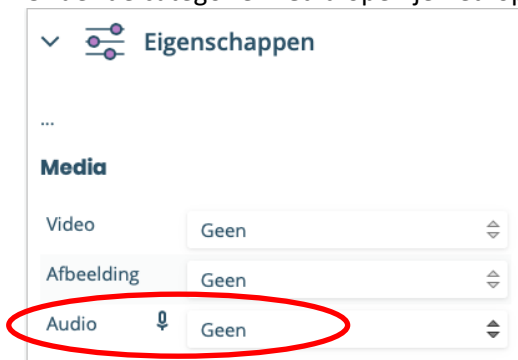 Eigenschappen
...
Media
Video Geen
Afbeelding Geen
Audio Geen